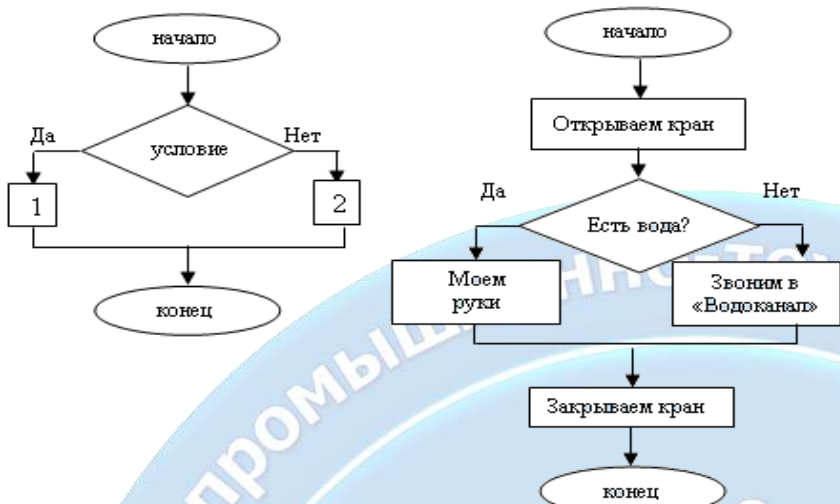 начало
Да
условие
Нет
1
2
конец
начало
Открываем кран
Да
Есть вода?
Нет
Моем
руки
Звоним в
«Водоканал»
Закрываем кран
конец